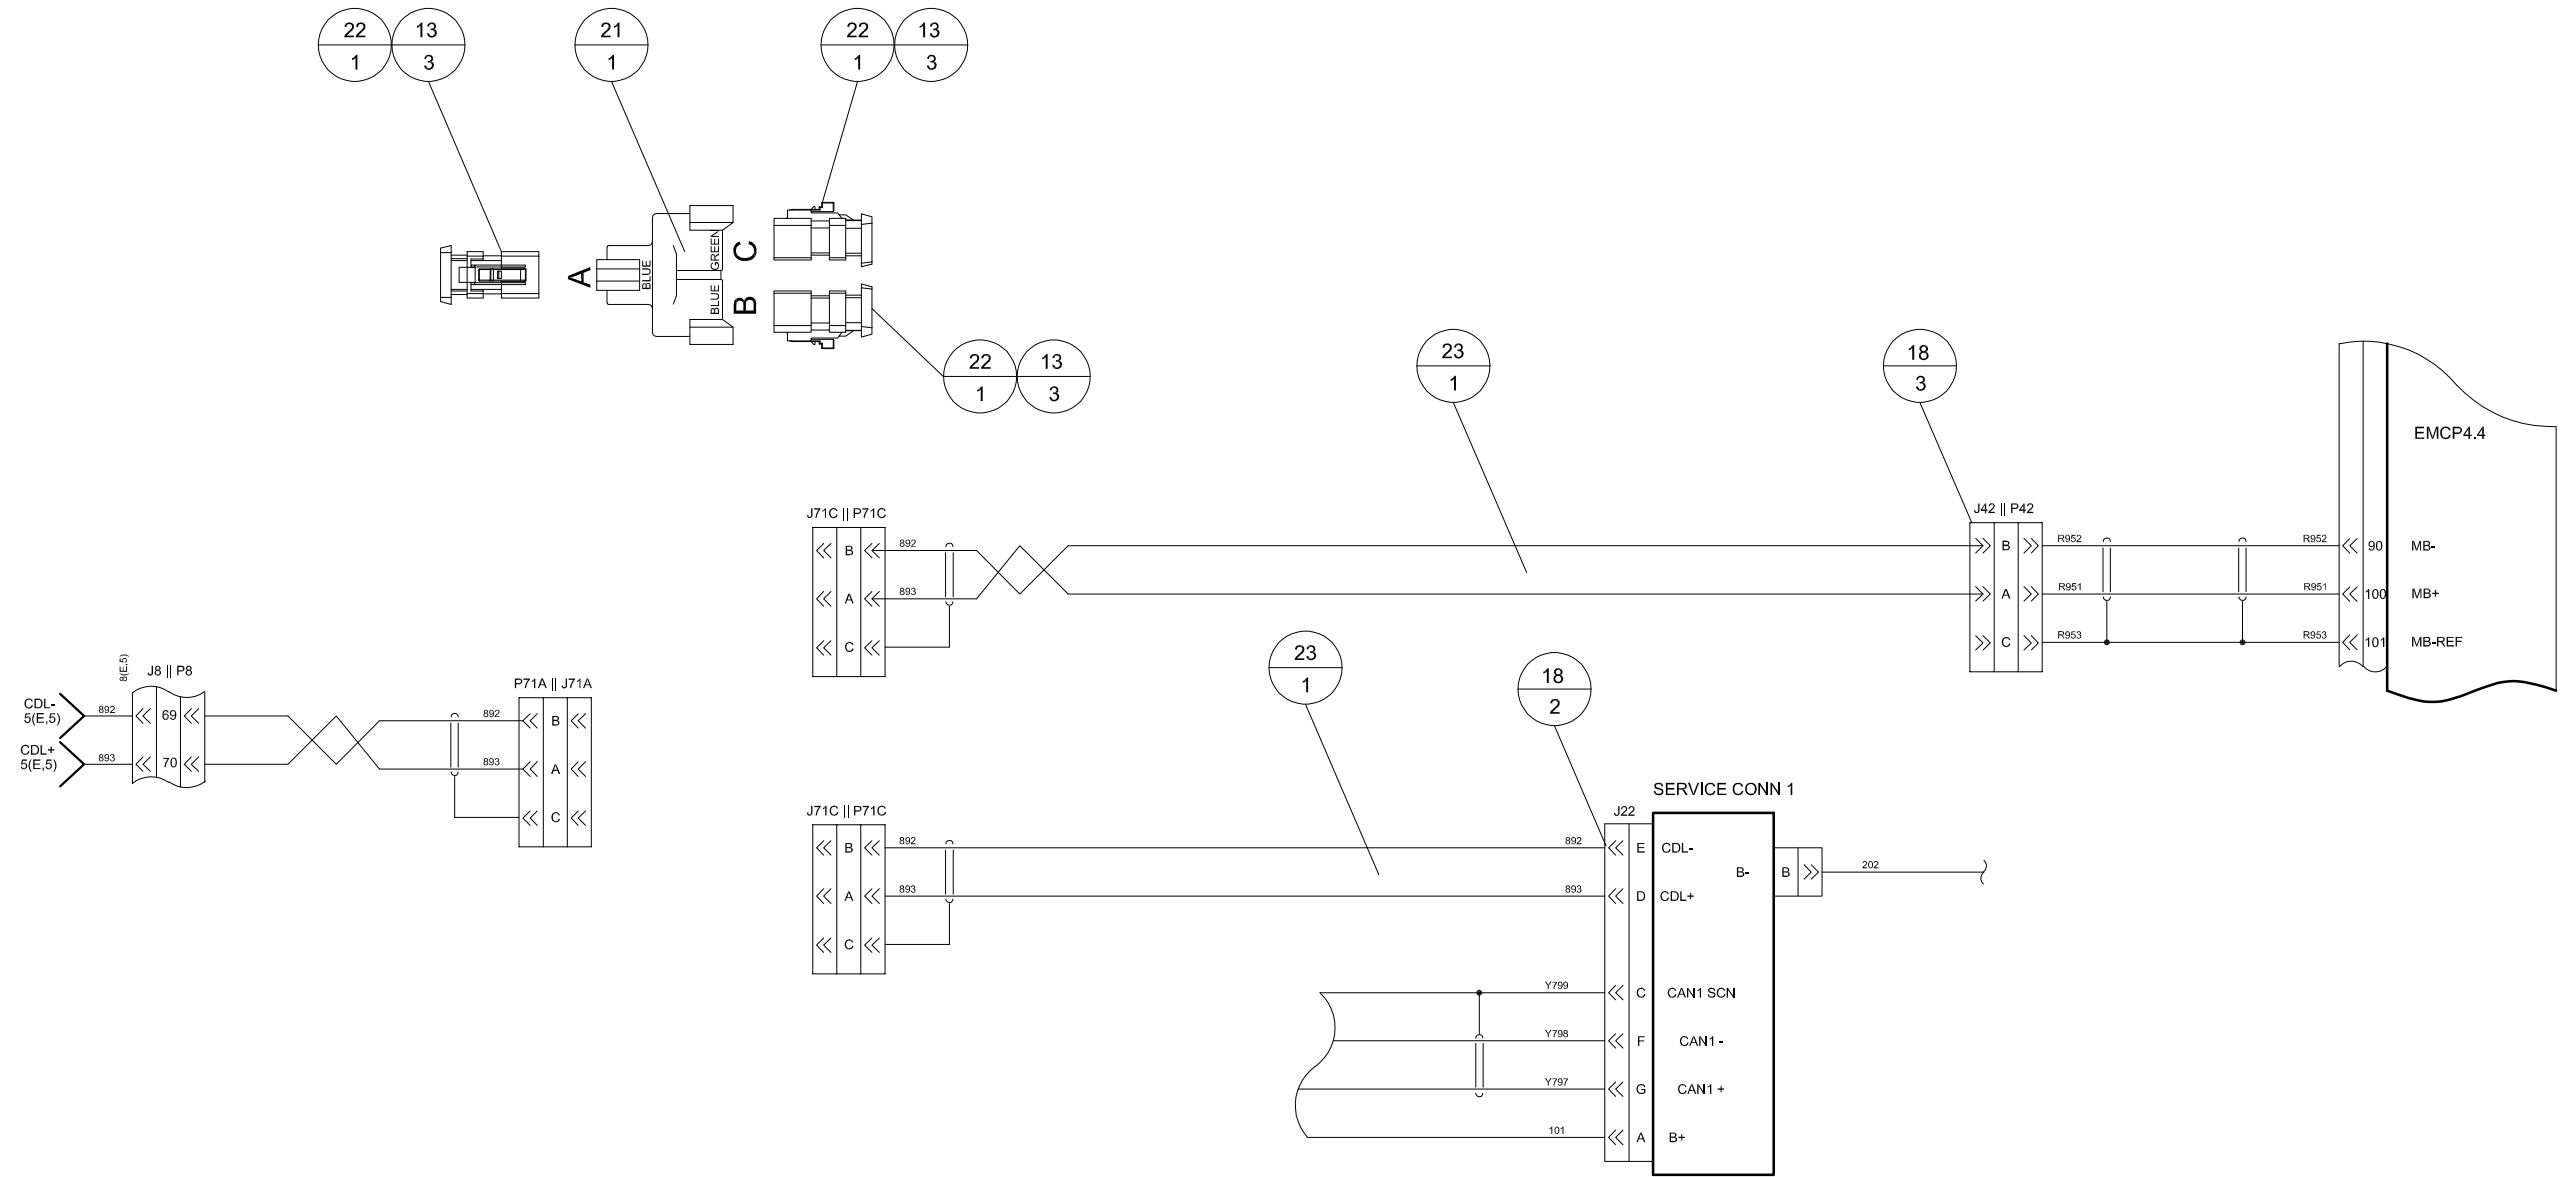 22
1
13
3
21
1
22
1
13
3
A
BLUE
GREEN
BLUE
C
B
22
1
13
3
23
1
18
3
EMCP4.4
J71C || P71C
B
892
A
893
C
J42 || P42
B
A
C
R952
R952
90
MB-
R951
R951
100
MB+
R953
R953
101
MB-REF
8(E,5)
J8 || P8
CDL-
5(E,5)
892
69
CDL+
5(E,5)
893
70
P71A || J71A
892
B
893
A
C
23
1
18
2
J71C || P71C
B
892
A
893
C
SERVICE CONN 1
J22
892
E
CDL-
893
D
CDL+
B-
B
202
Y799
C
CAN1 SCN
Y798
F
CAN1 -
Y797
G
CAN1 +
101
A
B+